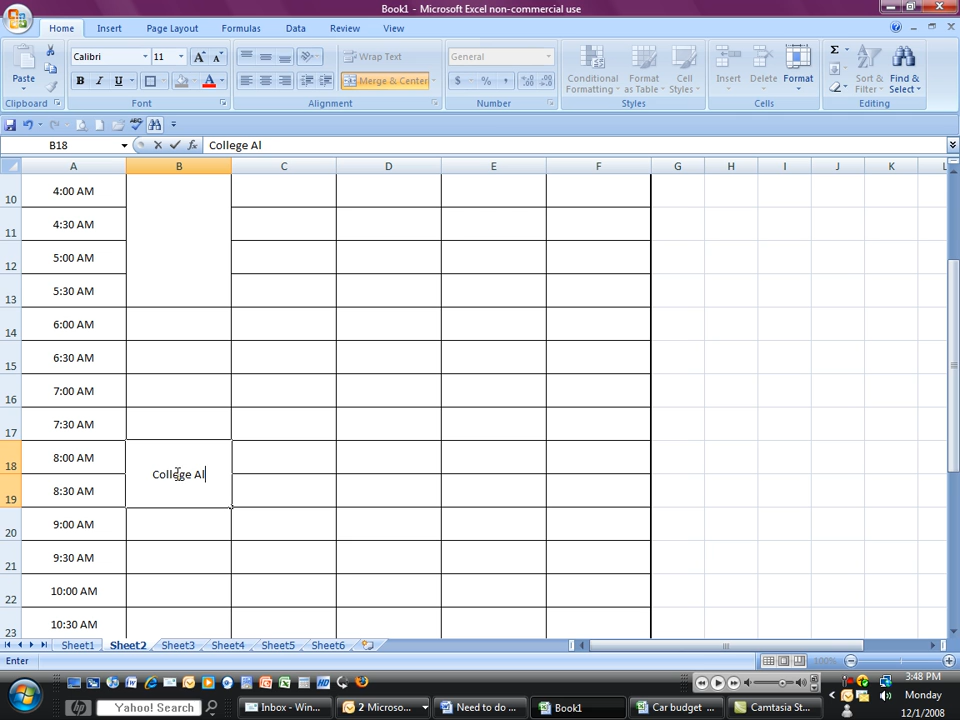 Book1 - Microsoft Excel non-commercial use
Home Insert Page Layout Formulas Data Review View
Paste
Calibri 11
Wrap Text
General
Conditional Formatting
Format as Table
Cell Styles
Insert Delete Format
Sort & Filter
Find & Select
B I U
Merge & Center
$ % ,
Clipboard Font Alignment Number Styles Cells Editing
B18
College Al
A B C D E F G H I J K L
10 4:00 AM
11 4:30 AM
12 5:00 AM
13 5:30 AM
14 6:00 AM
15 6:30 AM
16 7:00 AM
17 7:30 AM
18 8:00 AM
College Al
19 8:30 AM
20 9:00 AM
21 9:30 AM
22 10:00 AM
23 10:30 AM
Sheet1 Sheet2 Sheet3 Sheet4 Sheet5 Sheet6
Enter
100%
3:48 PM
Monday
12/1/2008
Yahoo! Search
Inbox - Win...
2 Microso...
Need to do ...
Book1
Car budget ...
Camtasia St...